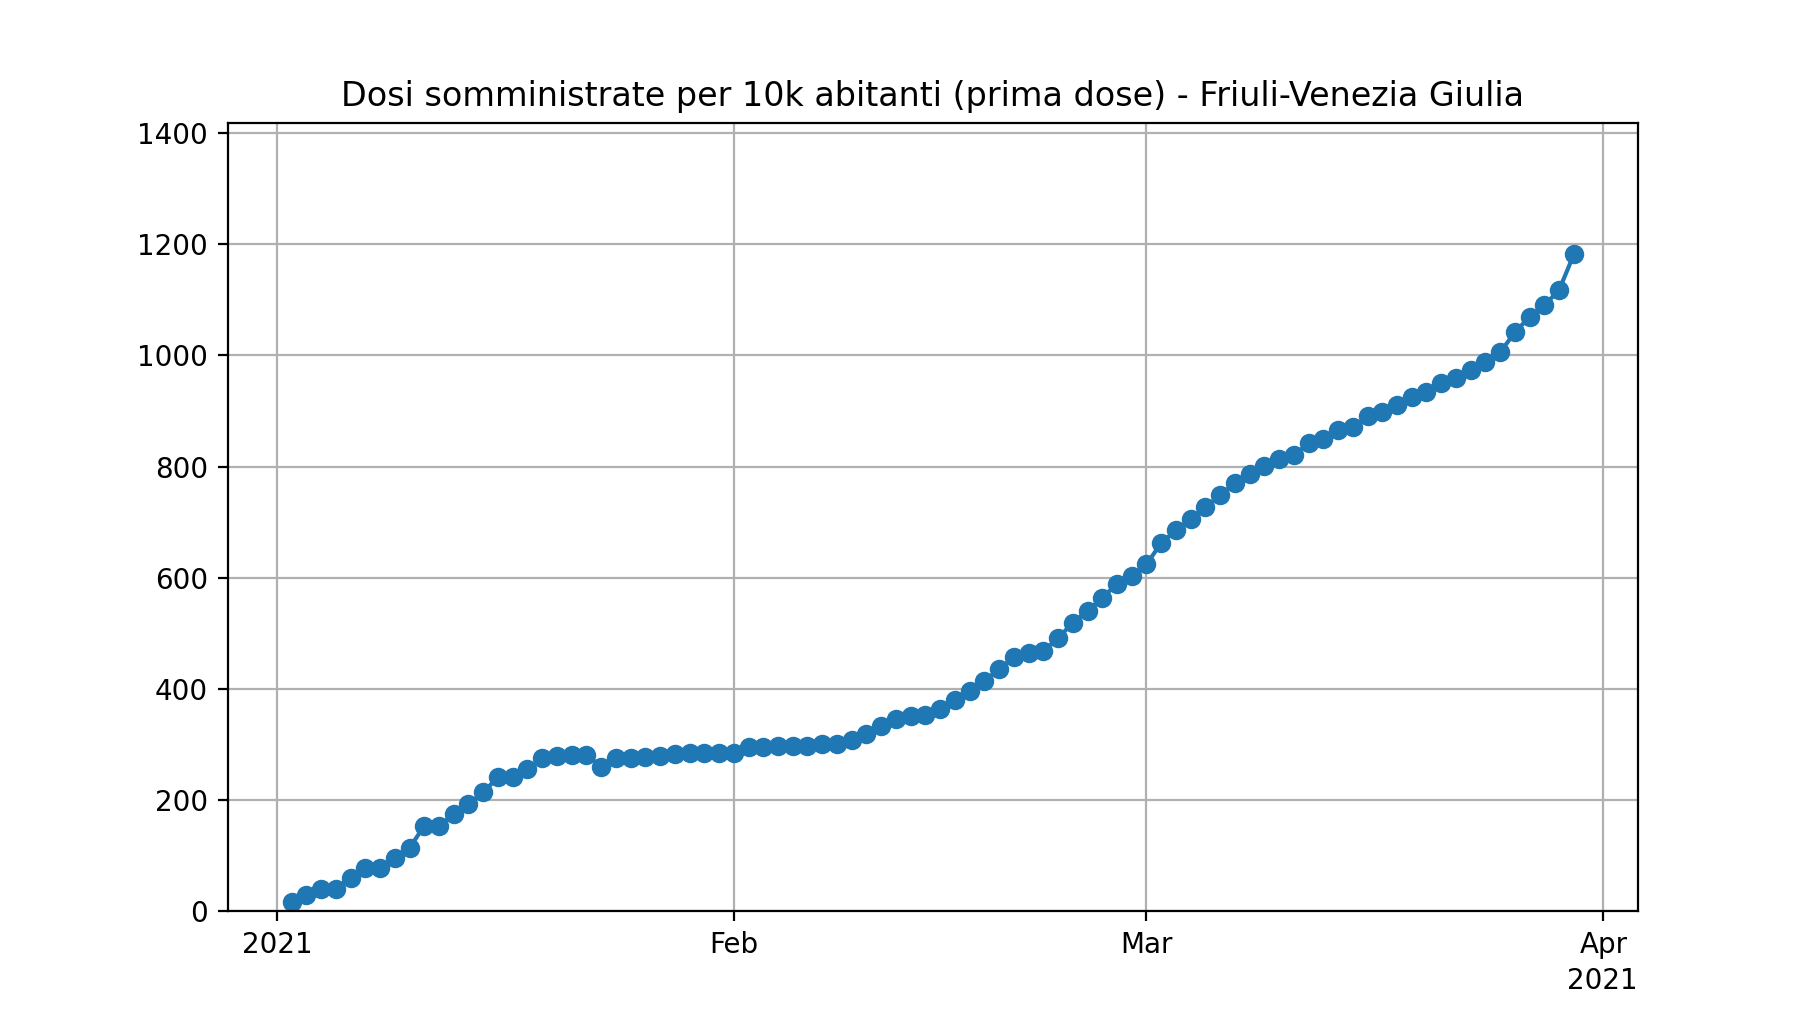 Dosi somministrate per 10k abitanti (prima dose) - Friuli-Venezia Giulia
1400
1200
1000
800
600
400
200
0
2021
Feb
Mar
Apr
2021